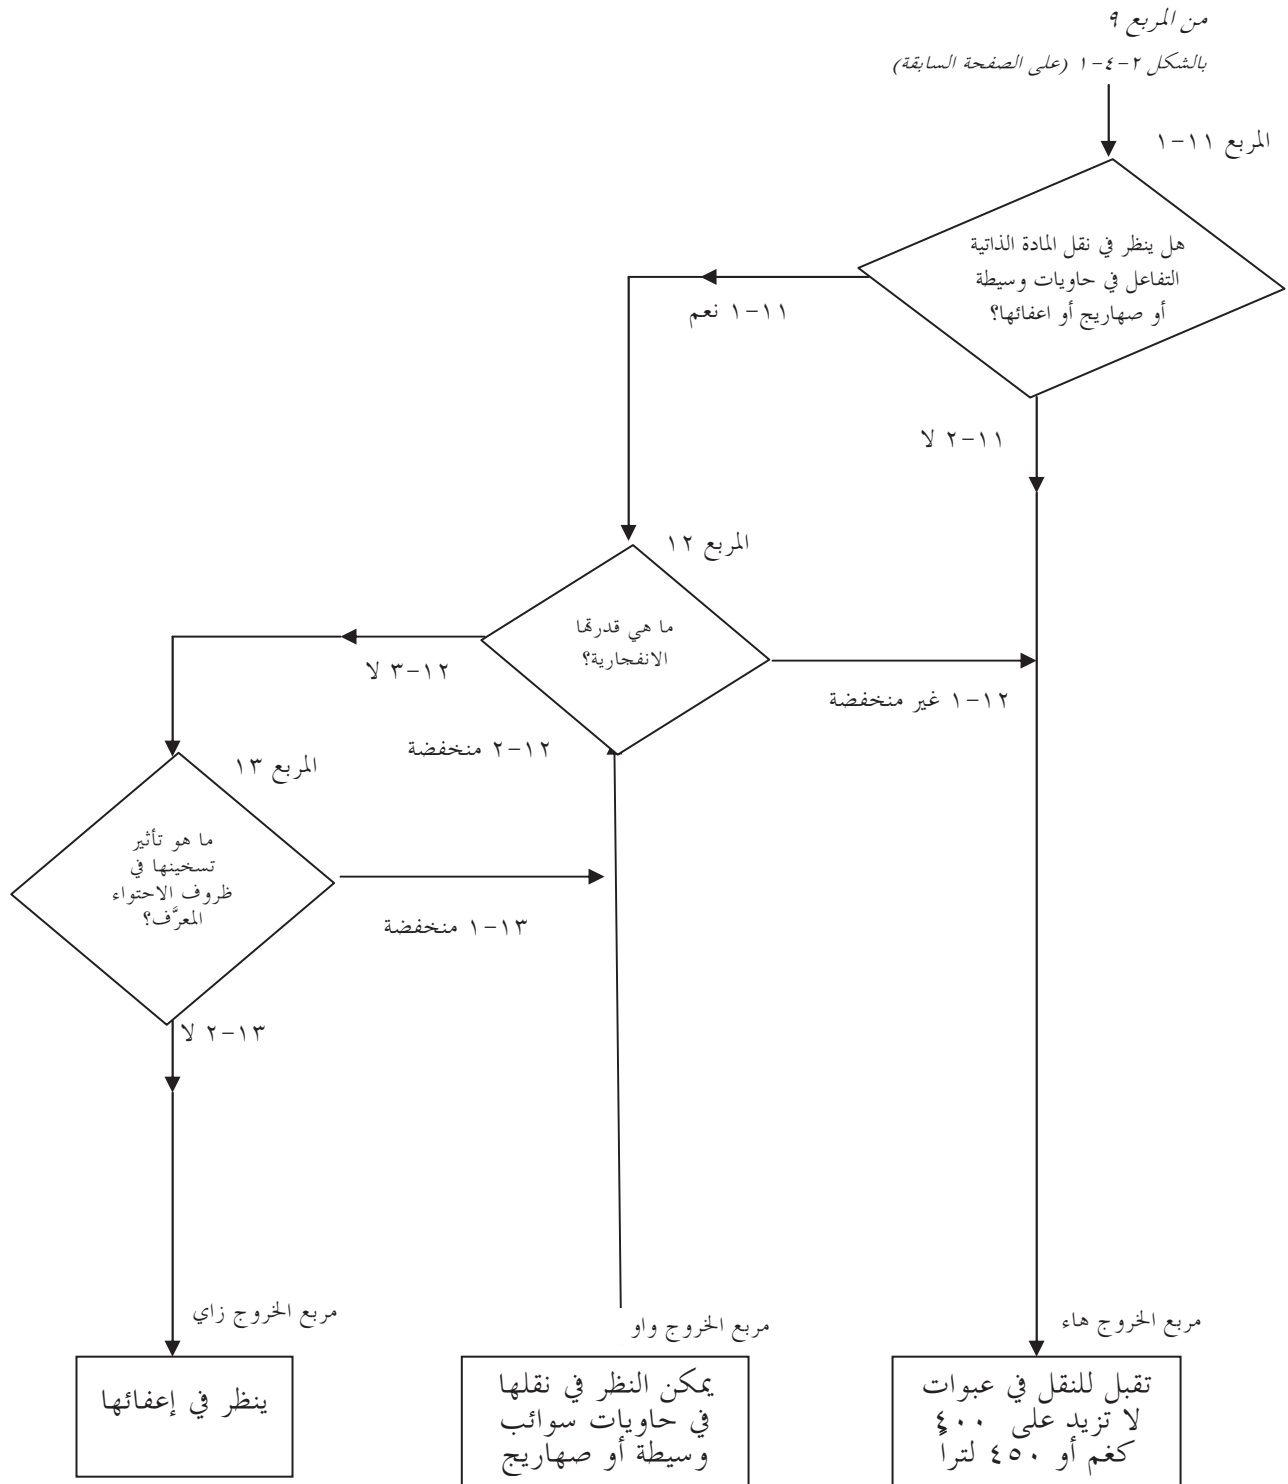 من المربع ٩
بالشكل ٢-٤-١ (على الصفحة السابقة)
المربع ١١-١
هل ينظر في نقل المادة الذاتية
التفاعل في حاويات وسيطة
أو صهاريج أو اعفائها؟
١١-١ نعم
١١-٢ لا
المربع ١٢
ما هي قدرتها
الانفجارية؟
١٢-٣ لا
١٢-١ غير منخفضة
١٢-٢ منخفضة
المربع ١٣
ما هو تأثير
تسخينها في
ظروف الاحتواء
المعرَّف؟
١٣-١ منخفضة
١٣-٢ لا
مربع الخروج هاء
تقبل للنقل في عبوات
لا تزيد على ٤٠٠
كغم أو ٤٥٠ لتراً
مربع الخروج واو
يمكن النظر في نقلها
في حاويات سوائب
وسيطة أو صهاريج
مربع الخروج زاي
ينظر في إعفائها